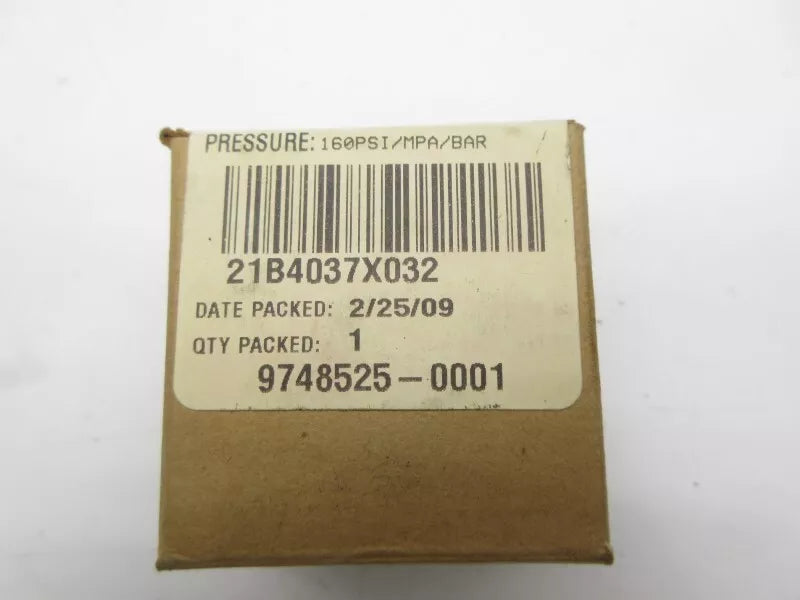 PRESSURE: 160PSI/MPA/BAR
21B4037X032
DATE PACKED: 2/25/09
QTY PACKED: 1
9748525-0001